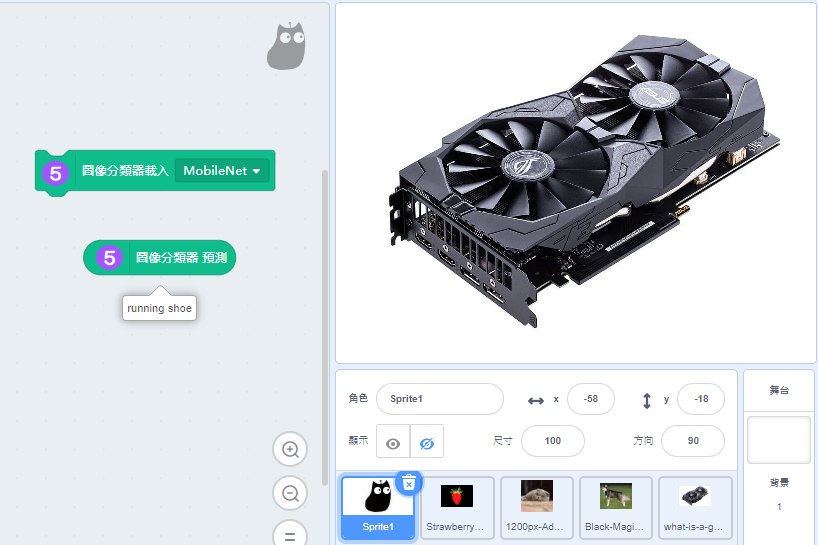 5 圖像分類器載入 MobileNet
5 圖像分類器 預測
running shoe
ASUS
角色 Sprite1 x -58 y -18
顯示 尺寸 100 方向 90
舞台
背景
1
Sprite1
Strawberry...
1200px-Ad...
Black-Magi...
what-is-a-g...